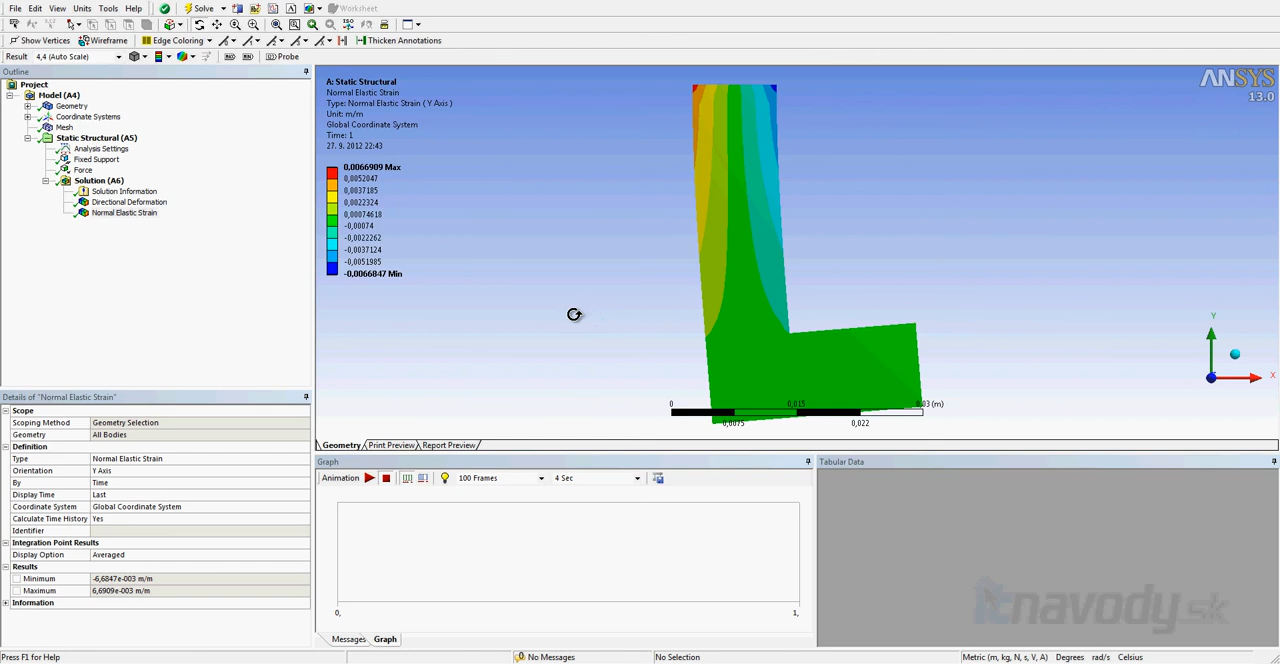 File Edit View Units Tools Help Solve Worksheet
Show Vertices Wireframe Edge Coloring Thicken Annotations
Result 4,4 (Auto Scale) Probe
Outline
Project
Model (A4)
Geometry
Coordinate Systems
Mesh
Static Structural (A5)
Analysis Settings
Fixed Support
Force
Solution (A6)
Solution Information
Directional Deformation
Normal Elastic Strain
A: Static Structural
Normal Elastic Strain
Type: Normal Elastic Strain ( Y Axis )
Unit: m/m
Global Coordinate System
Time: 1
27. 9. 2012 22:43
0,0066909 Max
0,0052047
0,0037185
0,0022324
0,00074618
-0,00074
-0,0022262
-0,0037124
-0,0051985
-0,0066847 Min
ANSYS
13.0
Y
X
0 0,015 0,03 (m)
0,0075 0,022
Geometry Print Preview Report Preview
Details of "Normal Elastic Strain"
Scope
Scoping Method Geometry Selection
Geometry All Bodies
Definition
Type Normal Elastic Strain
Orientation Y Axis
By Time
Display Time Last
Coordinate System Global Coordinate System
Calculate Time History Yes
Identifier
Integration Point Results
Display Option Averaged
Results
Minimum -6,6847e-003 m/m
Maximum 6,6909e-003 m/m
Information
Graph
Animation 100 Frames 4 Sec
0, 1,
Messages Graph
Tabular Data
itnavody.sk
Press F1 for Help No Messages No Selection Metric (m, kg, N, s, V, A) Degrees rad/s Celsius